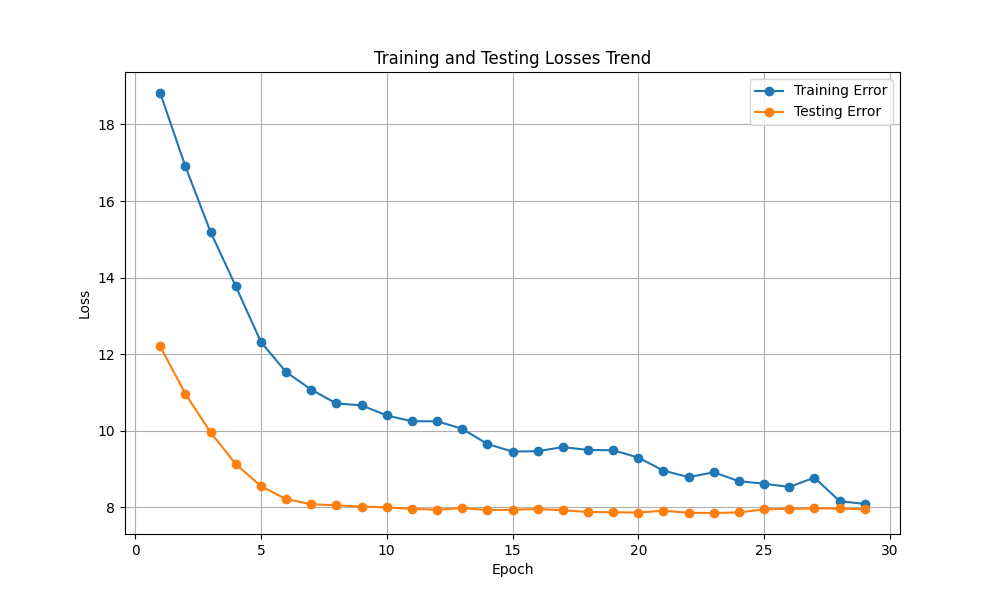 Training and Testing Losses Trend
Training Error
Testing Error
Loss
18
16
14
12
10
8
0 5 10 15 20 25 30
Epoch